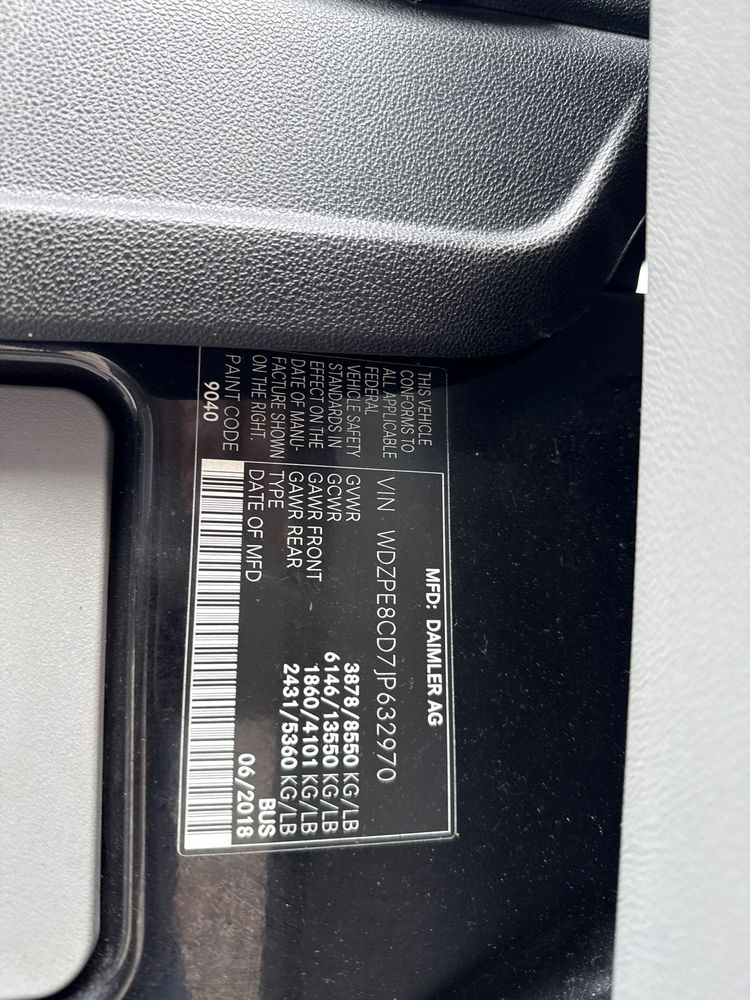 THIS VEHICLE
CONFORMS TO
ALL APPLICABLE
FEDERAL
VEHICLE SAFETY
STANDARDS IN
EFFECT ON THE
DATE OF MANU-
FACTURE SHOWN
ON THE RIGHT.
PAINT CODE
9040
MFD: DAIMLER AG
VIN WDZPE8CD7JP632970
GVWR 3878/8550 KG/LB
GCWR 6146/13550 KG/LB
GAWR FRONT 1860/4101 KG/LB
GAWR REAR 2431/5360 KG/LB
TYPE BUS
DATE OF MFD 06/2018